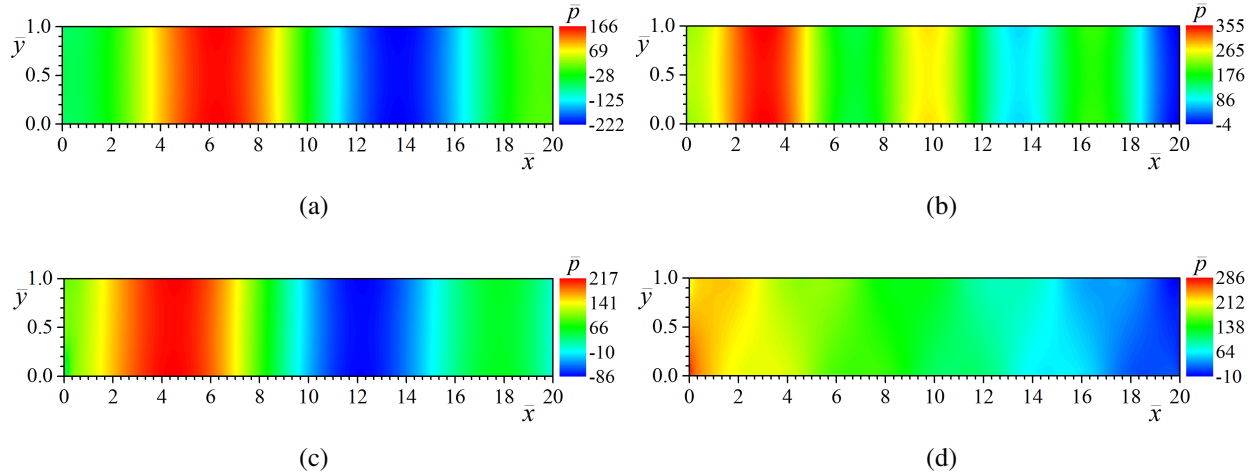 p̄ p̄
1.0 166 1.0 355
ȳ 69 ȳ 265
0.5 -28 0.5 176
-125 86
0.0 -222 0.0 -4
0 2 4 6 8 10 12 14 16 18 20 0 2 4 6 8 10 12 14 16 18 20
x̄ x̄
(a) (b)
p̄ p̄
1.0 217 1.0 286
ȳ 141 ȳ 212
0.5 66 0.5 138
-10 64
0.0 -86 0.0 -10
0 2 4 6 8 10 12 14 16 18 20 0 2 4 6 8 10 12 14 16 18 20
x̄ x̄
(c) (d)